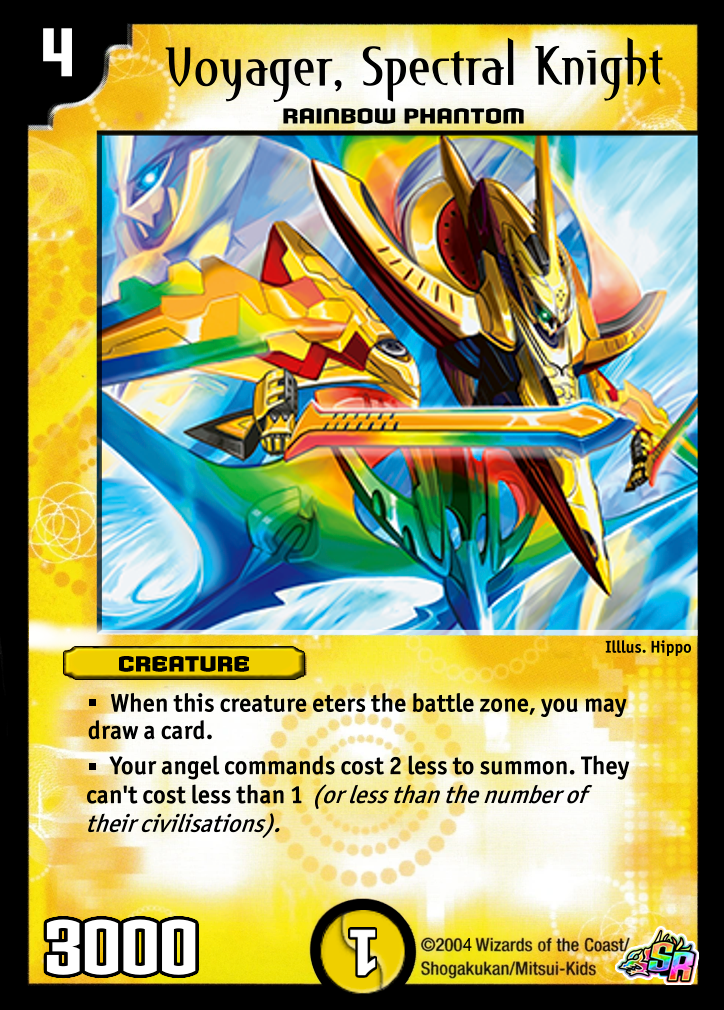 4
Voyager, Spectral Knight
RAINBOW PHANTOM
Illlus. Hippo
CREATURE
▪ When this creature eters the battle zone, you may
draw a card.
▪ Your angel commands cost 2 less to summon. They
can't cost less than 1 (or less than the number of
their civilisations).
3000
1
©2004 Wizards of the Coast/
Shogakukan/Mitsui-Kids
SR